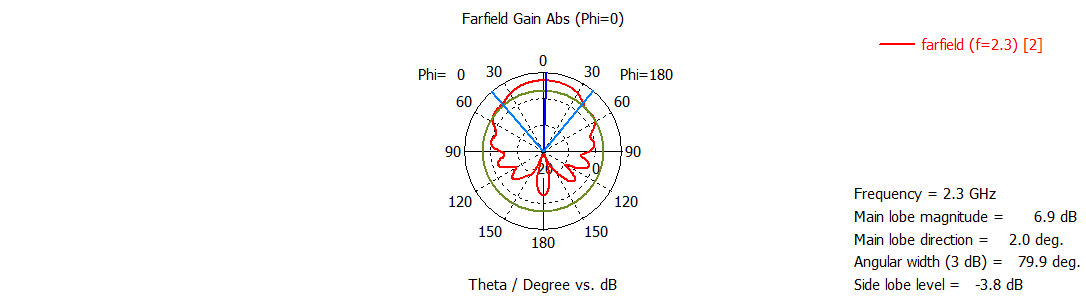 Farfield Gain Abs (Phi=0)
farfield (f=2.3) [2]
0
Phi= 0 30 30 Phi=180
60 60
90 0 90
120 120
150 150
180
Frequency = 2.3 GHz
Main lobe magnitude = 6.9 dB
Main lobe direction = 2.0 deg.
Angular width (3 dB) = 79.9 deg.
Side lobe level = -3.8 dB
Theta / Degree vs. dB